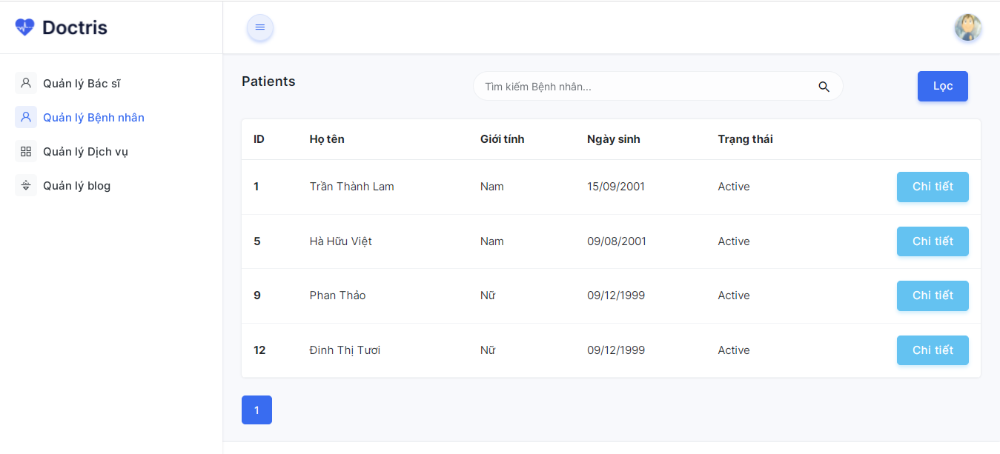 Doctris
Quản lý Bác sĩ
Quản lý Bệnh nhân
Quản lý Dịch vụ
Quản lý blog
Patients
Tìm kiếm Bệnh nhân...
Lọc
ID Họ tên Giới tính Ngày sinh Trạng thái
1 Trần Thành Lam Nam 15/09/2001 Active Chi tiết
5 Hà Hữu Việt Nam 09/08/2001 Active Chi tiết
9 Phan Thảo Nữ 09/12/1999 Active Chi tiết
12 Đinh Thị Tươi Nữ 09/12/1999 Active Chi tiết
1